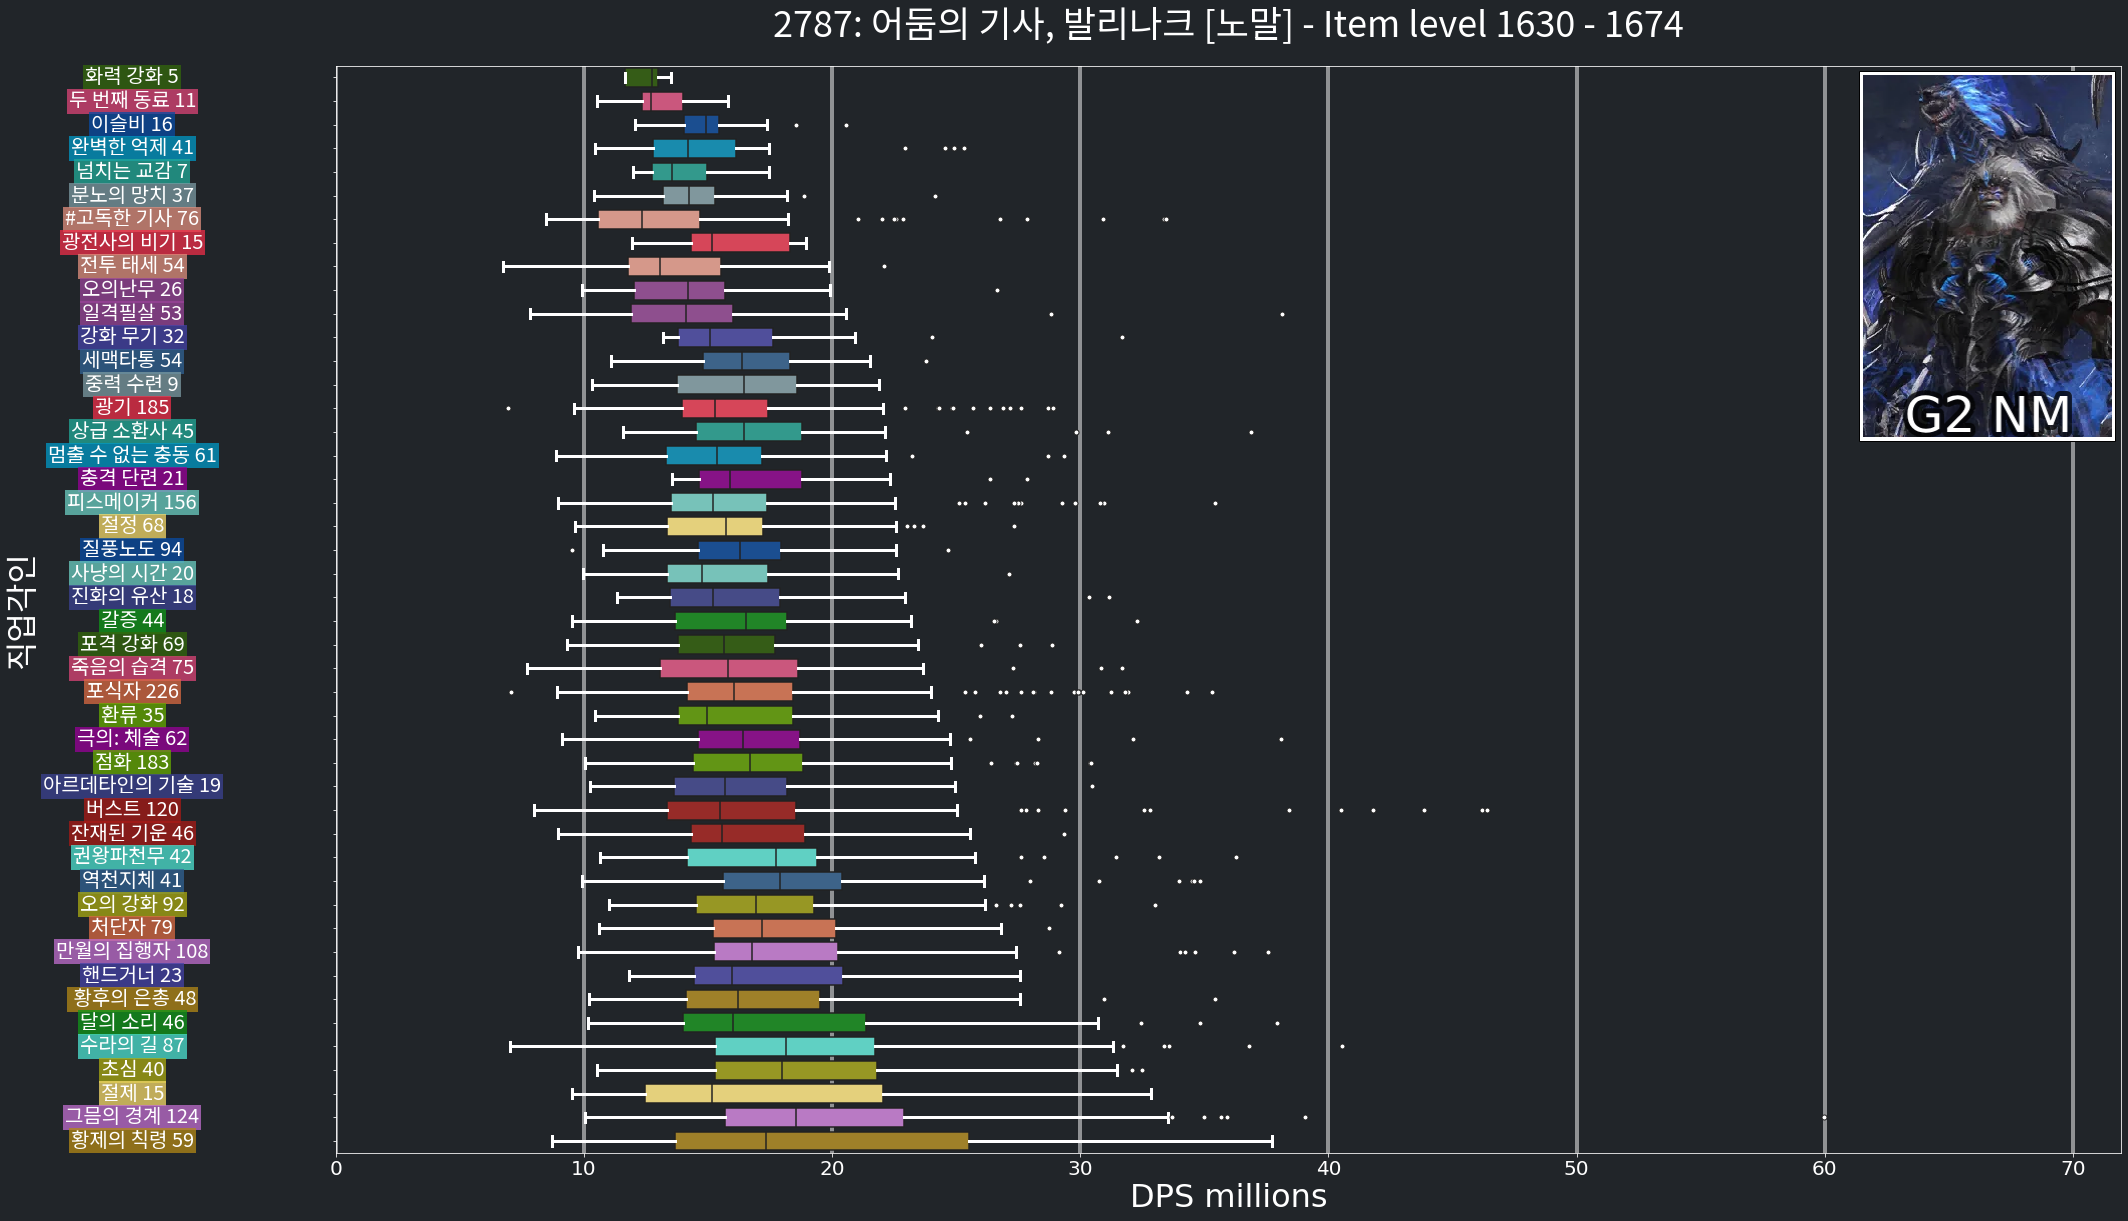 2787: 어둠의 기사, 발리나크 [노말] - Item level 1630 - 1674
화력 강화 5
두 번째 동료 11
이슬비 16
완벽한 억제 41
넘치는 교감 7
분노의 망치 37
#고독한 기사 76
광전사의 비기 15
전투 태세 54
오의난무 26
일격필살 53
강화 무기 32
세맥타통 54
중력 수련 9
광기 185
상급 소환사 45
멈출 수 없는 충동 61
충격 단련 21
피스메이커 156
절정 68
질풍노도 94
사냥의 시간 20
진화의 유산 18
갈증 44
포격 강화 69
죽음의 습격 75
포식자 226
환류 35
극의: 체술 62
점화 183
아르데타인의 기술 19
버스트 120
잔재된 기운 46
권왕파천무 42
역천지체 41
오의 강화 92
처단자 79
만월의 집행자 108
핸드거너 23
황후의 은총 48
달의 소리 46
수라의 길 87
초심 40
절제 15
그믐의 경계 124
황제의 칙령 59
직업각인
G2 NM
0 10 20 30 40 50 60 70
DPS millions